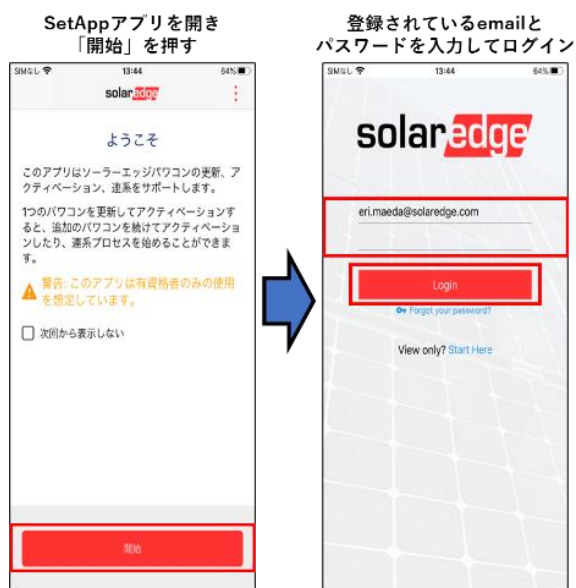 SetAppアプリを開き
「開始」を押す
SIMなし 13:44 64%
solaredge
ようこそ
このアプリはソーラーエッジパワコンの更新、ア
クティベーション、連系をサポートします。
1つのパワコンを更新してアクティベーションす
ると、追加のパワコンを続けてアクティベーショ
ンしたり、連系プロセスを始めることができま
す。
警告: このアプリは有資格者のみの使用
を想定しています。
次回から表示しない
開始
登録されているemailと
パスワードを入力してログイン
SIMなし 13:44 64%
solaredge
eri.maeda@solaredge.com
Login
Forgot your password?
View only? Start Here